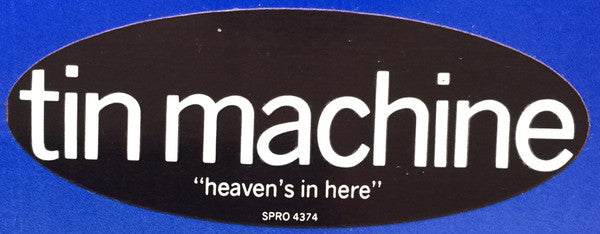 tin machine
"heaven's in here"
SPRO 4374